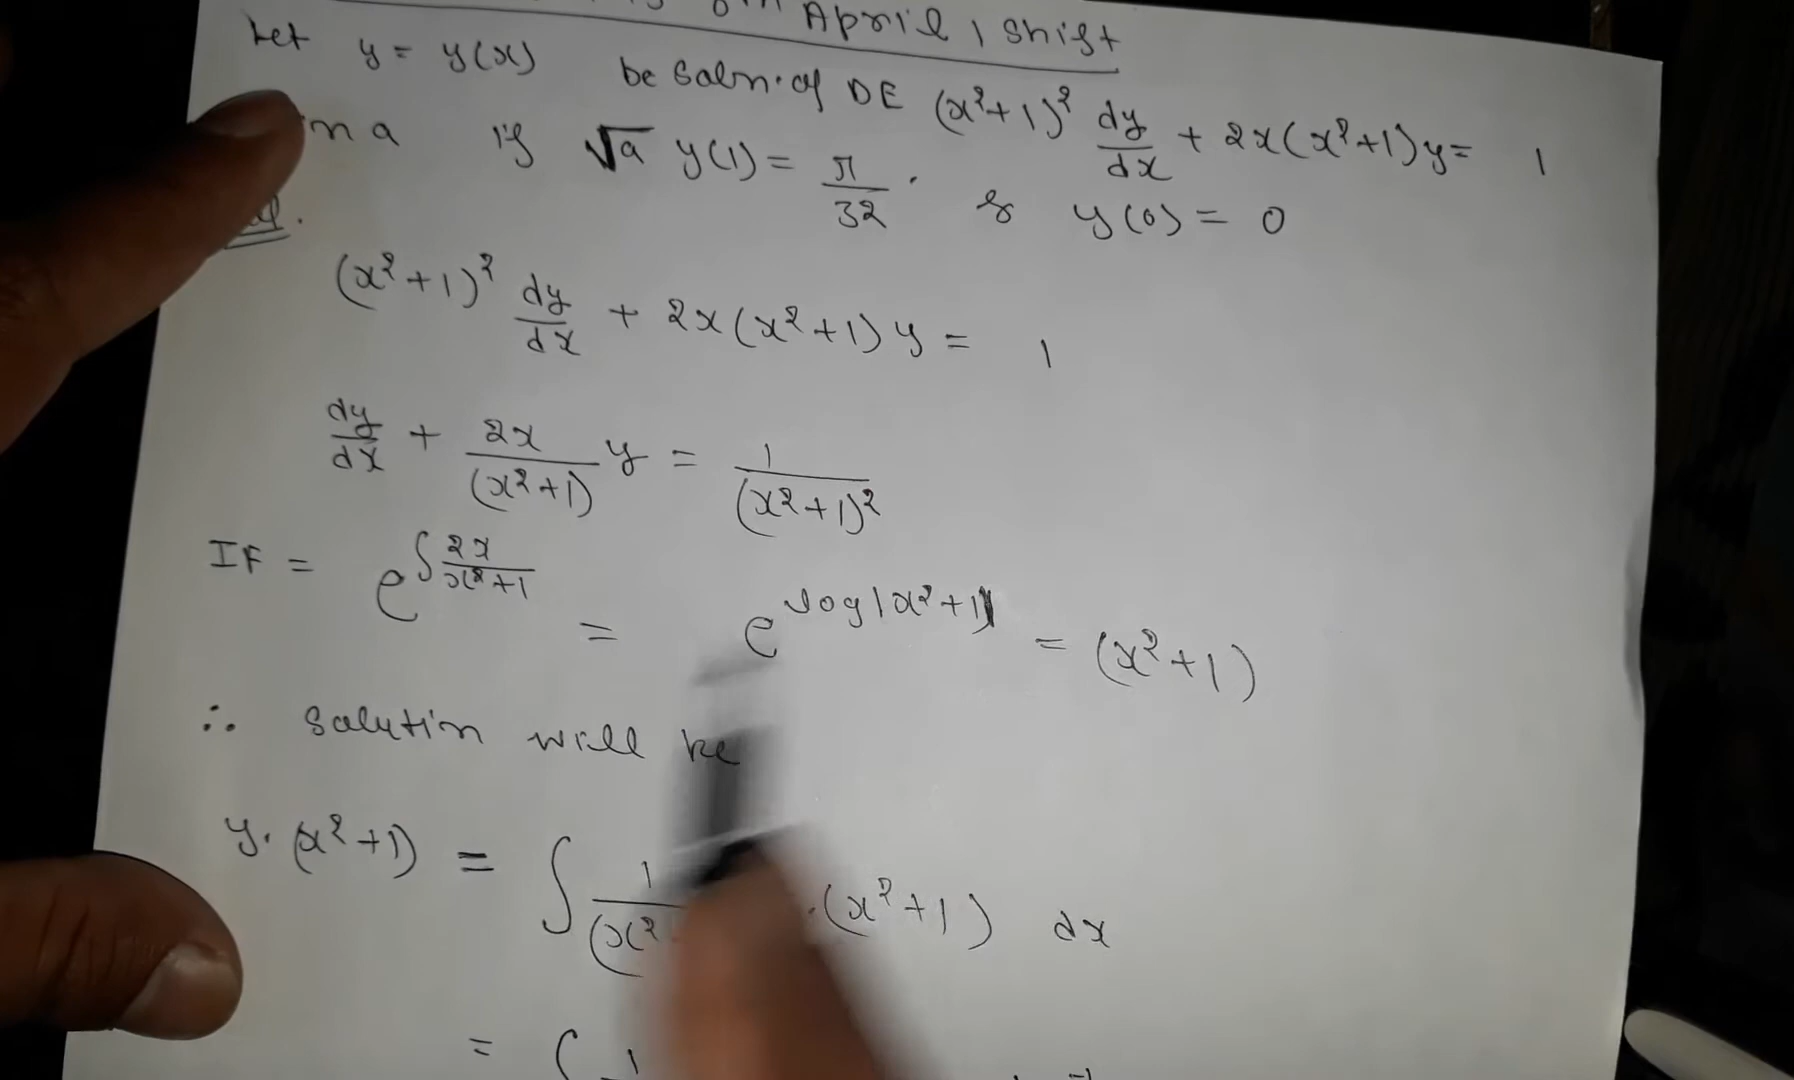 April 1 Shift
Let y = y(x) be Soln. of DE (x²+1)² dy/dx + 2x(x²+1)y = 1
a if √a y(1) = π/32 . & y(0) = 0
(x²+1)² dy/dx + 2x(x²+1)y = 1
dy/dx + 2x/(x²+1) y = 1/(x²+1)²
IF = e^∫2x/x²+1 = e^log|x²+1| = (x²+1)
∴ Solution will be
y. (x²+1) = ∫ 1/(x² .(x²+1) dx
= ∫ 1